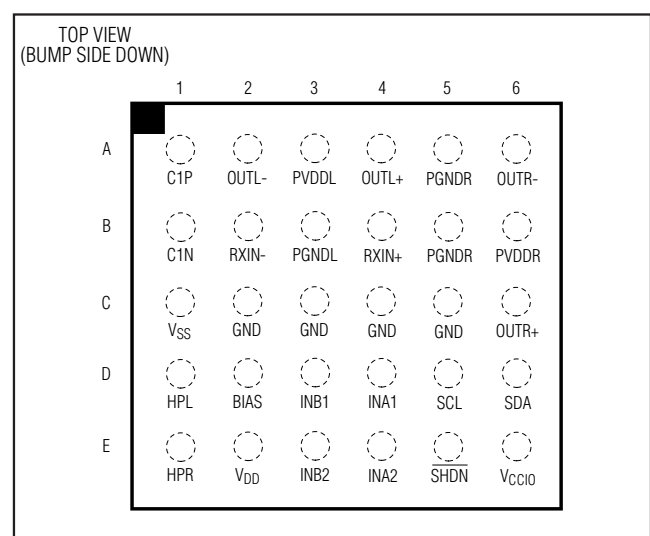 TOP VIEW
(BUMP SIDE DOWN)
1 2 3 4 5 6
A
C1P OUTL- PVDDL OUTL+ PGNDR OUTR-
B
C1N RXIN- PGNDL RXIN+ PGNDR PVDDR
C
VSS GND GND GND GND OUTR+
D
HPL BIAS INB1 INA1 SCL SDA
E
HPR VDD INB2 INA2 SHDN VCCIO